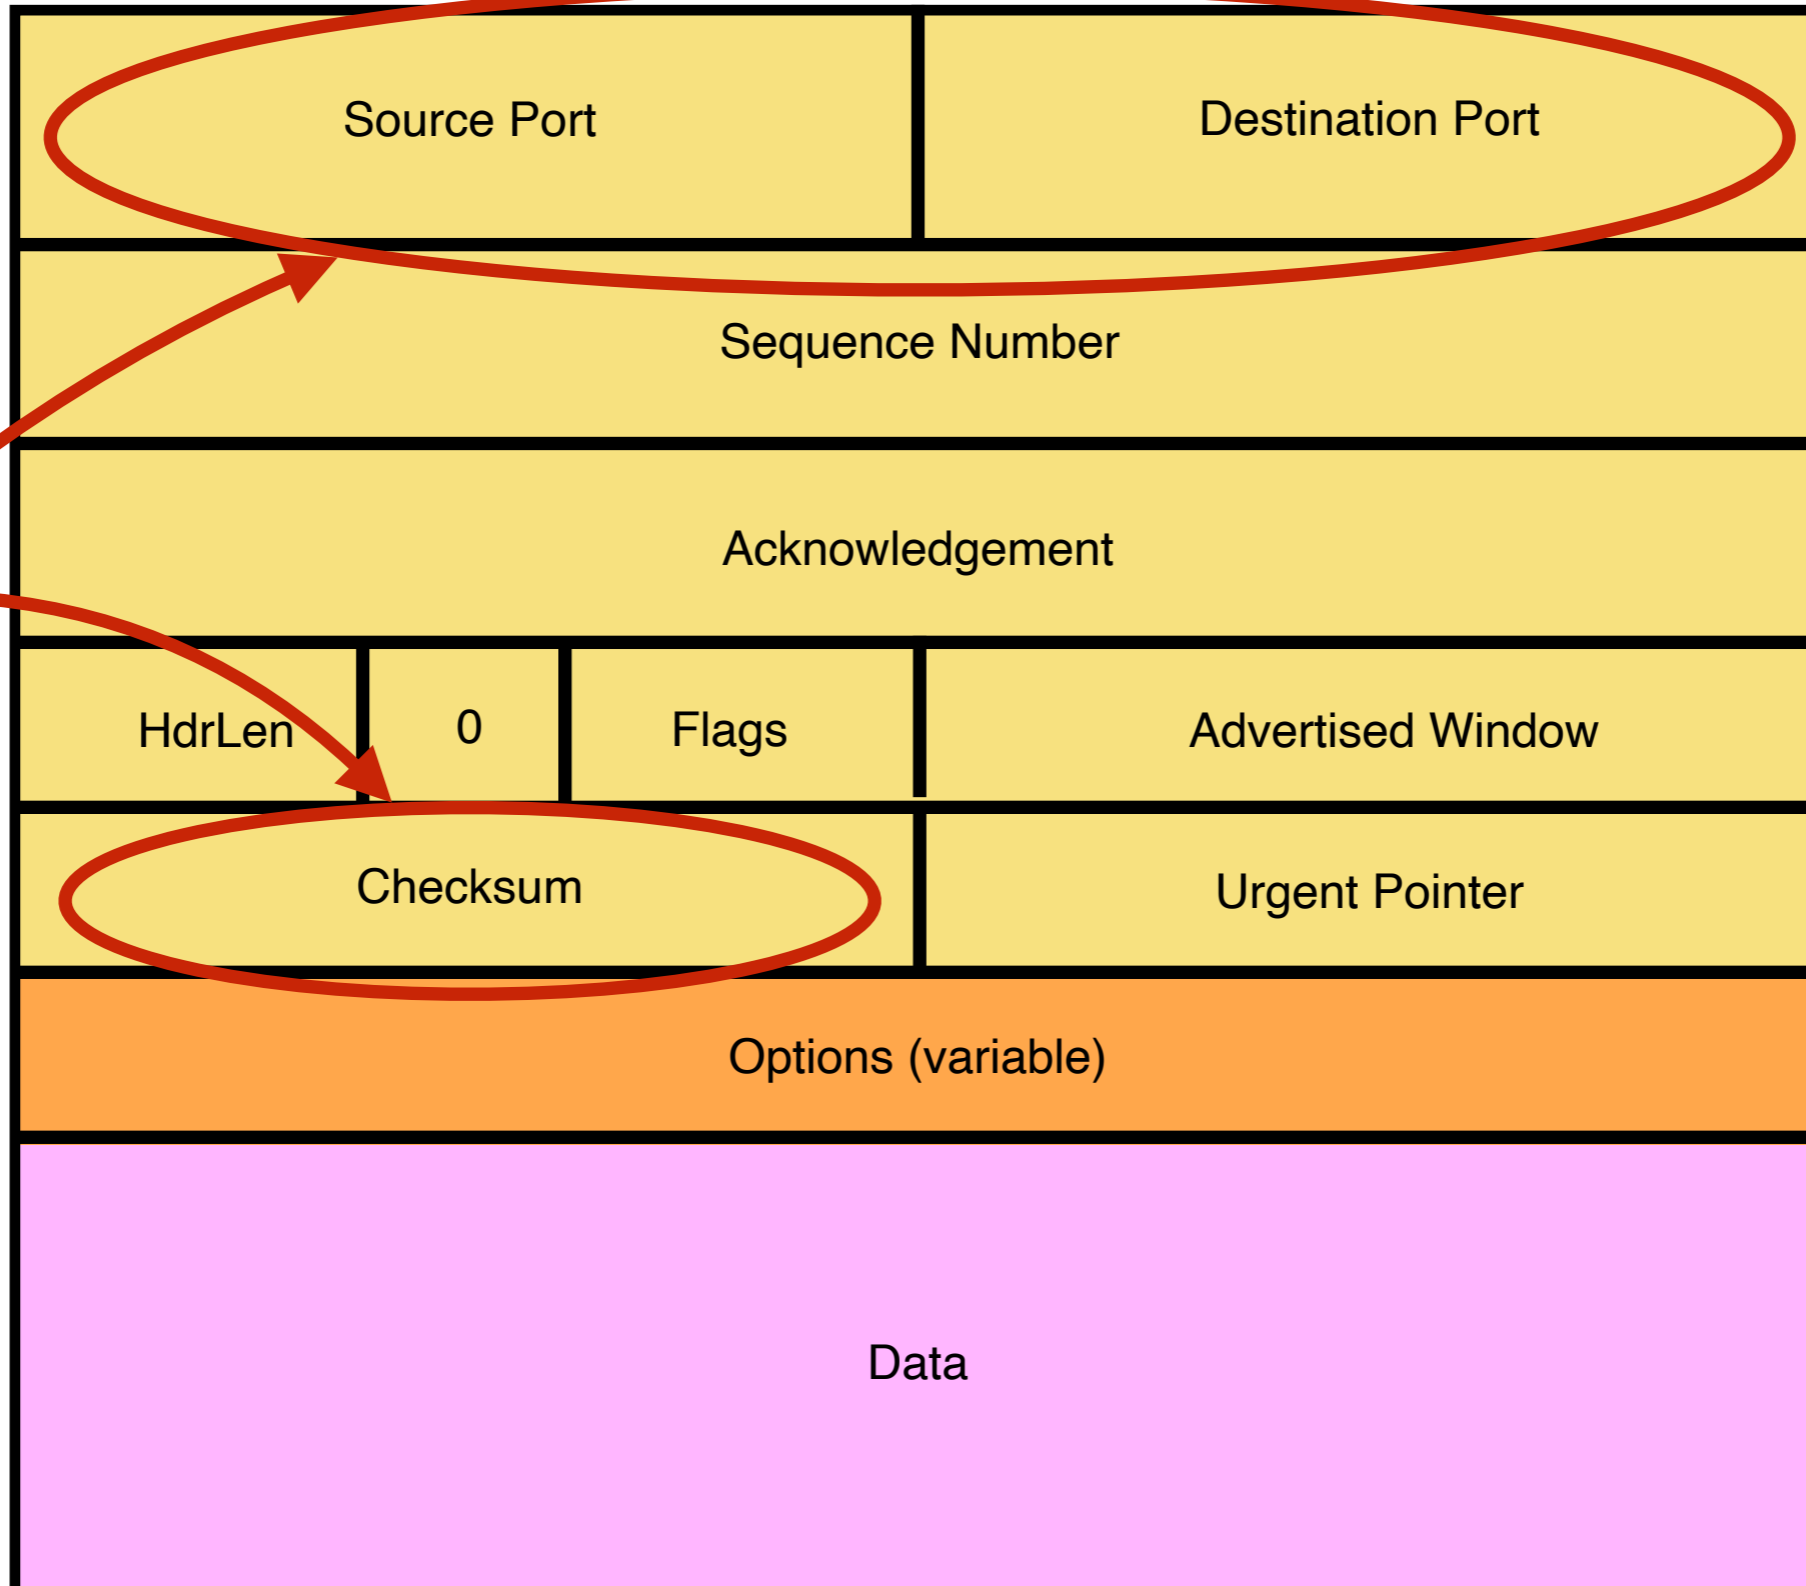 Source Port
Destination Port
Sequence Number
Acknowledgement
HdrLen
0
Flags
Advertised Window
Checksum
Urgent Pointer
Options (variable)
Data